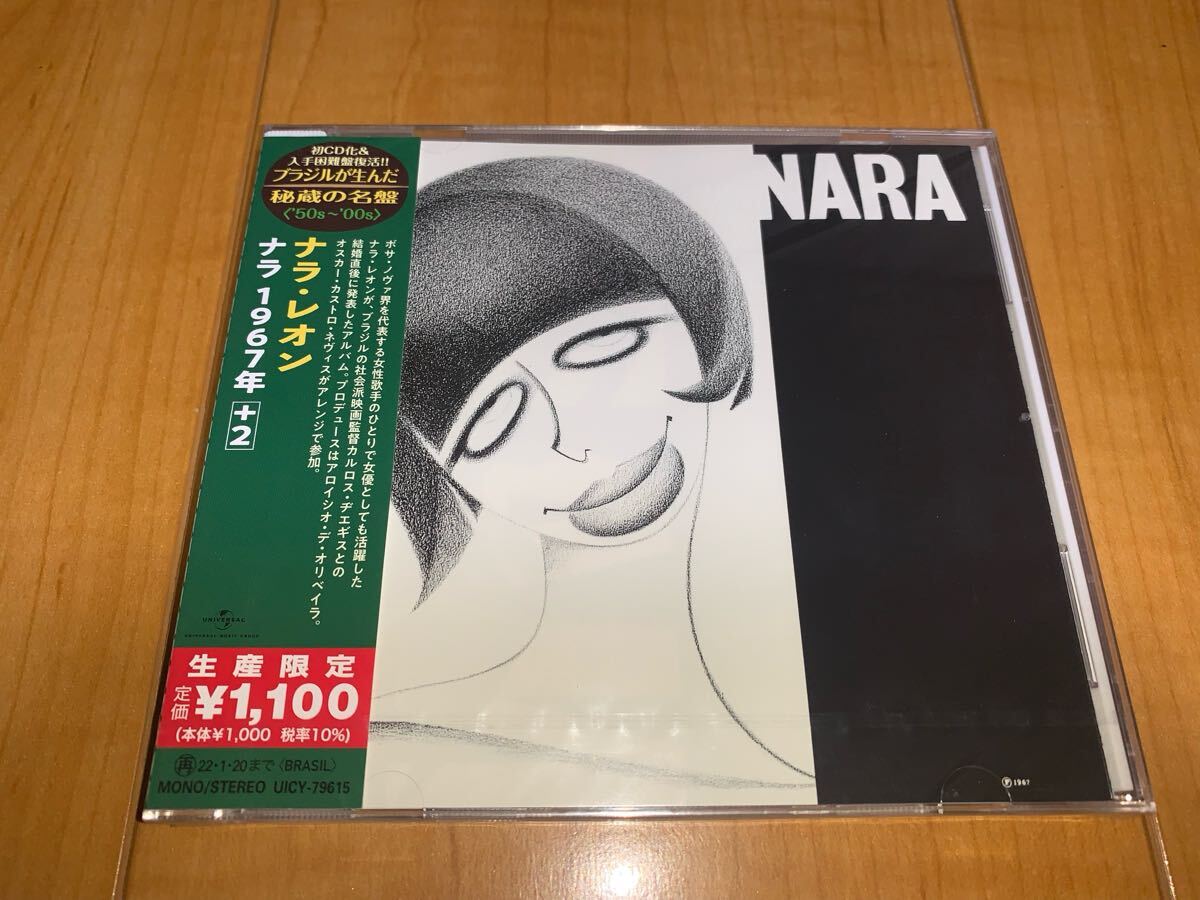 初CD化&
入手困難盤復活!!
ブラジルが生んだ
秘蔵の名盤
〈'50s～'00s〉
ボサ・ノヴァ界を代表する女性歌手のひとりで女優としても活躍した
ナラ・レオンが、ブラジルの社会派映画監督カルロス・ヂエギスとの
結婚直後に発表したアルバム。プロデュースはアロイシオ・デ・オリベイラ。
オスカー・カストロ・ネヴィスがアレンジで参加。
ナラ・レオン
ナラ 1967年 +2
UNIVERSAL
UNIVERSAL MUSIC GROUP
生産限定
定価 ¥1,100
(本体¥1,000 税率10%)
再 22・1・20まで〈BRASIL〉
MONO/STEREO UICY-79615
NARA
Ⓟ 1967